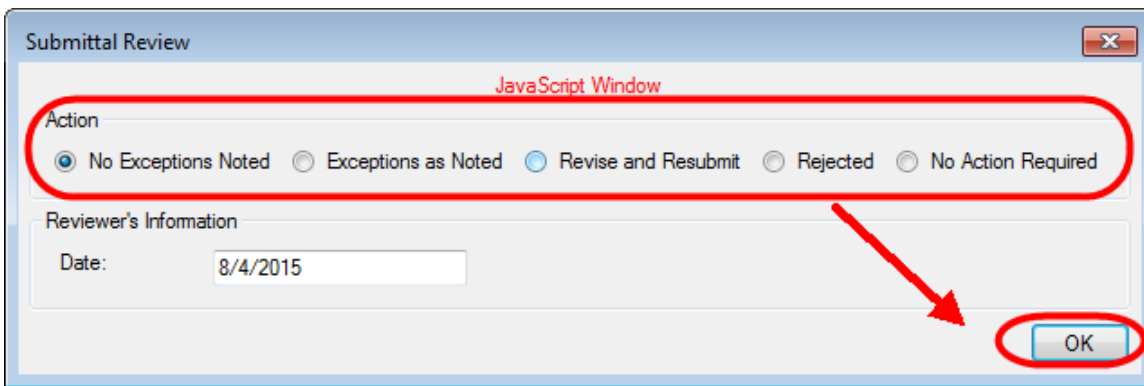 Submittal Review
JavaScript Window
Action
No Exceptions Noted Exceptions as Noted Revise and Resubmit Rejected No Action Required
Reviewer's Information
Date: 8/4/2015
OK